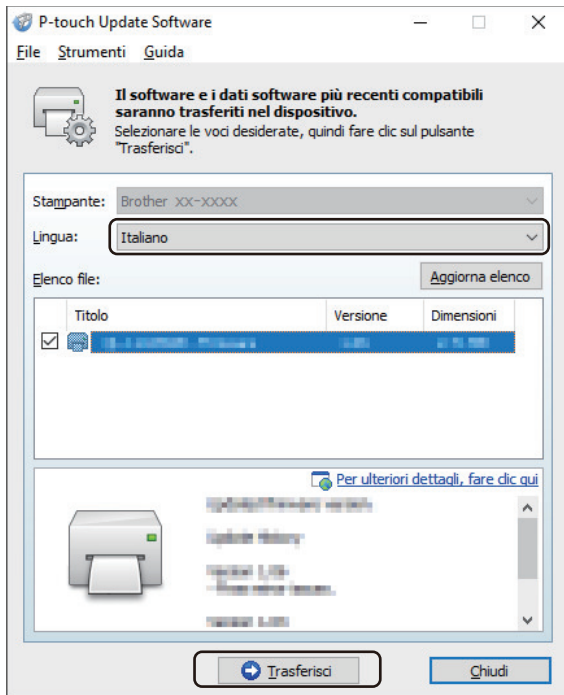 P-touch Update Software
File Strumenti Guida
Il software e i dati software più recenti compatibili
saranno trasferiti nel dispositivo.
Selezionare le voci desiderate, quindi fare clic sul pulsante
"Trasferisci".
Stampante: Brother XX-XXXX
Lingua: Italiano
Elenco file: Aggiorna elenco
Titolo Versione Dimensioni
Per ulteriori dettagli, fare clic qui
Trasferisci Chiudi